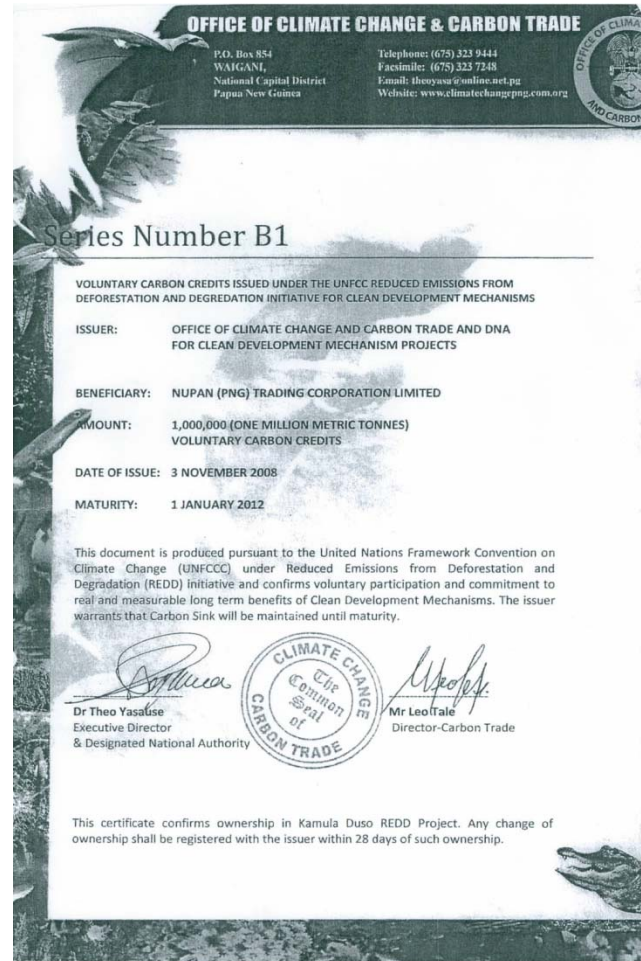 OFFICE OF CLIMATE CHANGE & CARBON TRADE
P.O. Box 854
WAIGANI,
National Capital District
Papua New Guinea
Telephone: (675) 323 9444
Facsimile: (675) 323 7248
Email: theoyasa@online.net.pg
Website: www.climatechangepng.com.org
OFFICE OF CLIMA
AND CARBON
Series Number B1
VOLUNTARY CARBON CREDITS ISSUED UNDER THE UNFCC REDUCED EMISSIONS FROM
DEFORESTATION AND DEGREDATION INITIATIVE FOR CLEAN DEVELOPMENT MECHANISMS
ISSUER: OFFICE OF CLIMATE CHANGE AND CARBON TRADE AND DNA
FOR CLEAN DEVELOPMENT MECHANISM PROJECTS
BENEFICIARY: NUPAN (PNG) TRADING CORPORATION LIMITED
AMOUNT: 1,000,000 (ONE MILLION METRIC TONNES)
VOLUNTARY CARBON CREDITS
DATE OF ISSUE: 3 NOVEMBER 2008
MATURITY: 1 JANUARY 2012
This document is produced pursuant to the United Nations Framework Convention on
Climate Change (UNFCCC) under Reduced Emissions from Deforestation and
Degradation (REDD) initiative and confirms voluntary participation and commitment to
real and measurable long term benefits of Clean Development Mechanisms. The issuer
warrants that Carbon Sink will be maintained until maturity.
CLIMATE CHANGE
The
Common
Seal
of
CARBON TRADE
Dr Theo Yasause
Executive Director
& Designated National Authority
Mr Leo Tale
Director-Carbon Trade
This certificate confirms ownership in Kamula Duso REDD Project. Any change of
ownership shall be registered with the issuer within 28 days of such ownership.